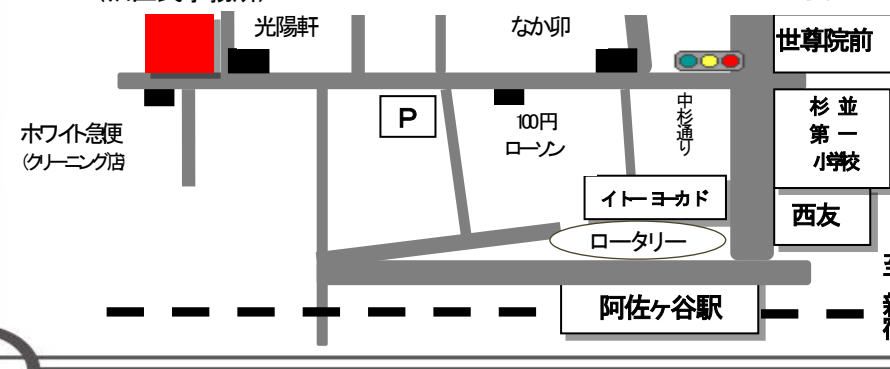 光陽軒
なか卯
世尊院前
ホワイト急便
(クリーニング)店
P
100円
ローソン
中杉通り
杉並
第一
小学校
イトーヨーカド
西友
ロータリー
阿佐ヶ谷駅